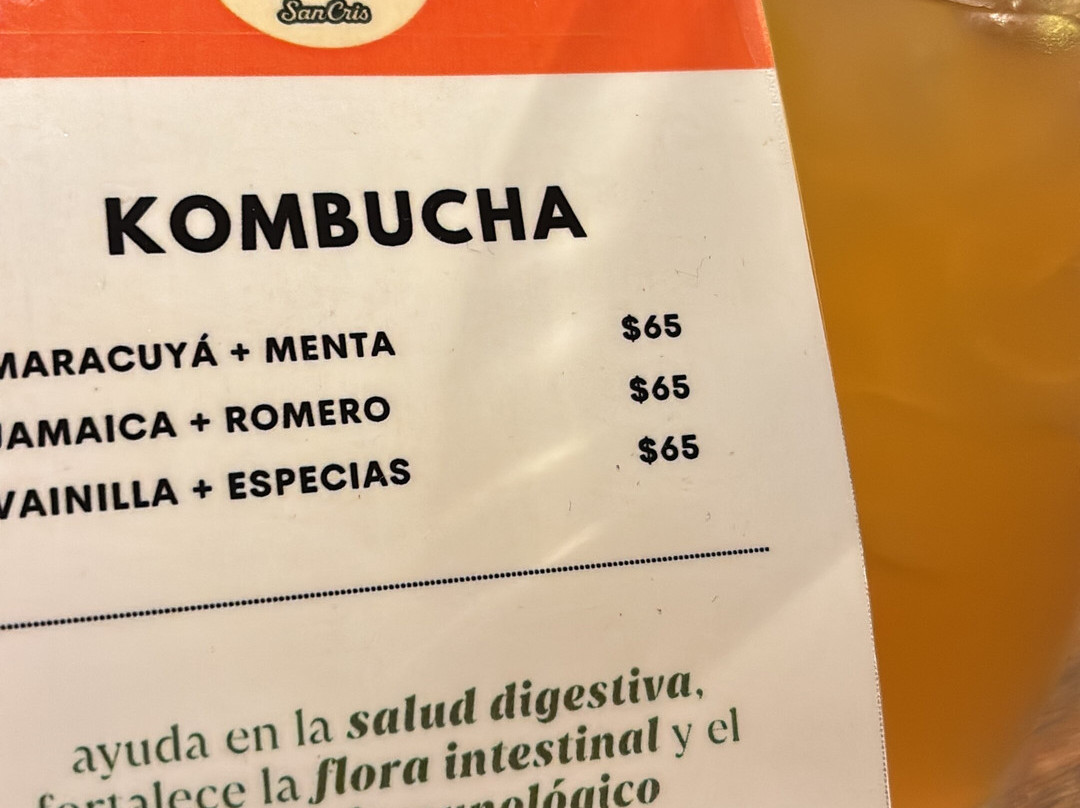 SanCris
KOMBUCHA
MARACUYÁ + MENTA $65
JAMAICA + ROMERO $65
VAINILLA + ESPECIAS $65
ayuda en la salud digestiva,
fortalece la flora intestinal y el